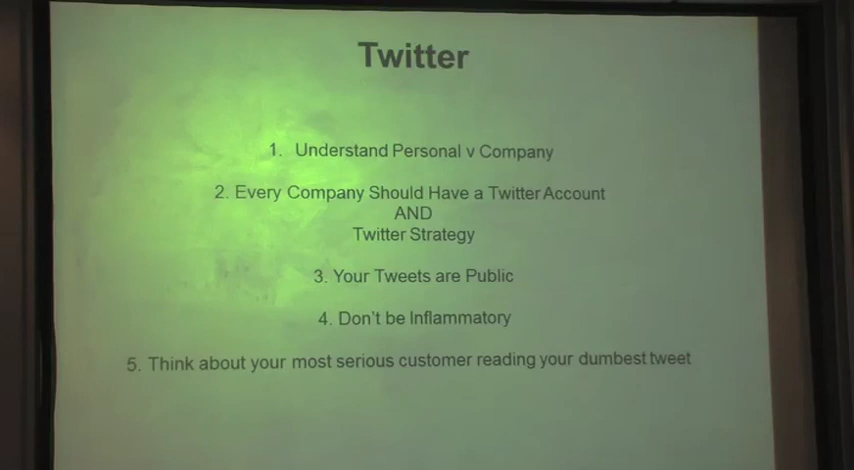 Twitter
1. Understand Personal v Company
2. Every Company Should Have a Twitter Account
AND
Twitter Strategy
3. Your Tweets are Public
4. Don't be Inflammatory
5. Think about your most serious customer reading your dumbest tweet